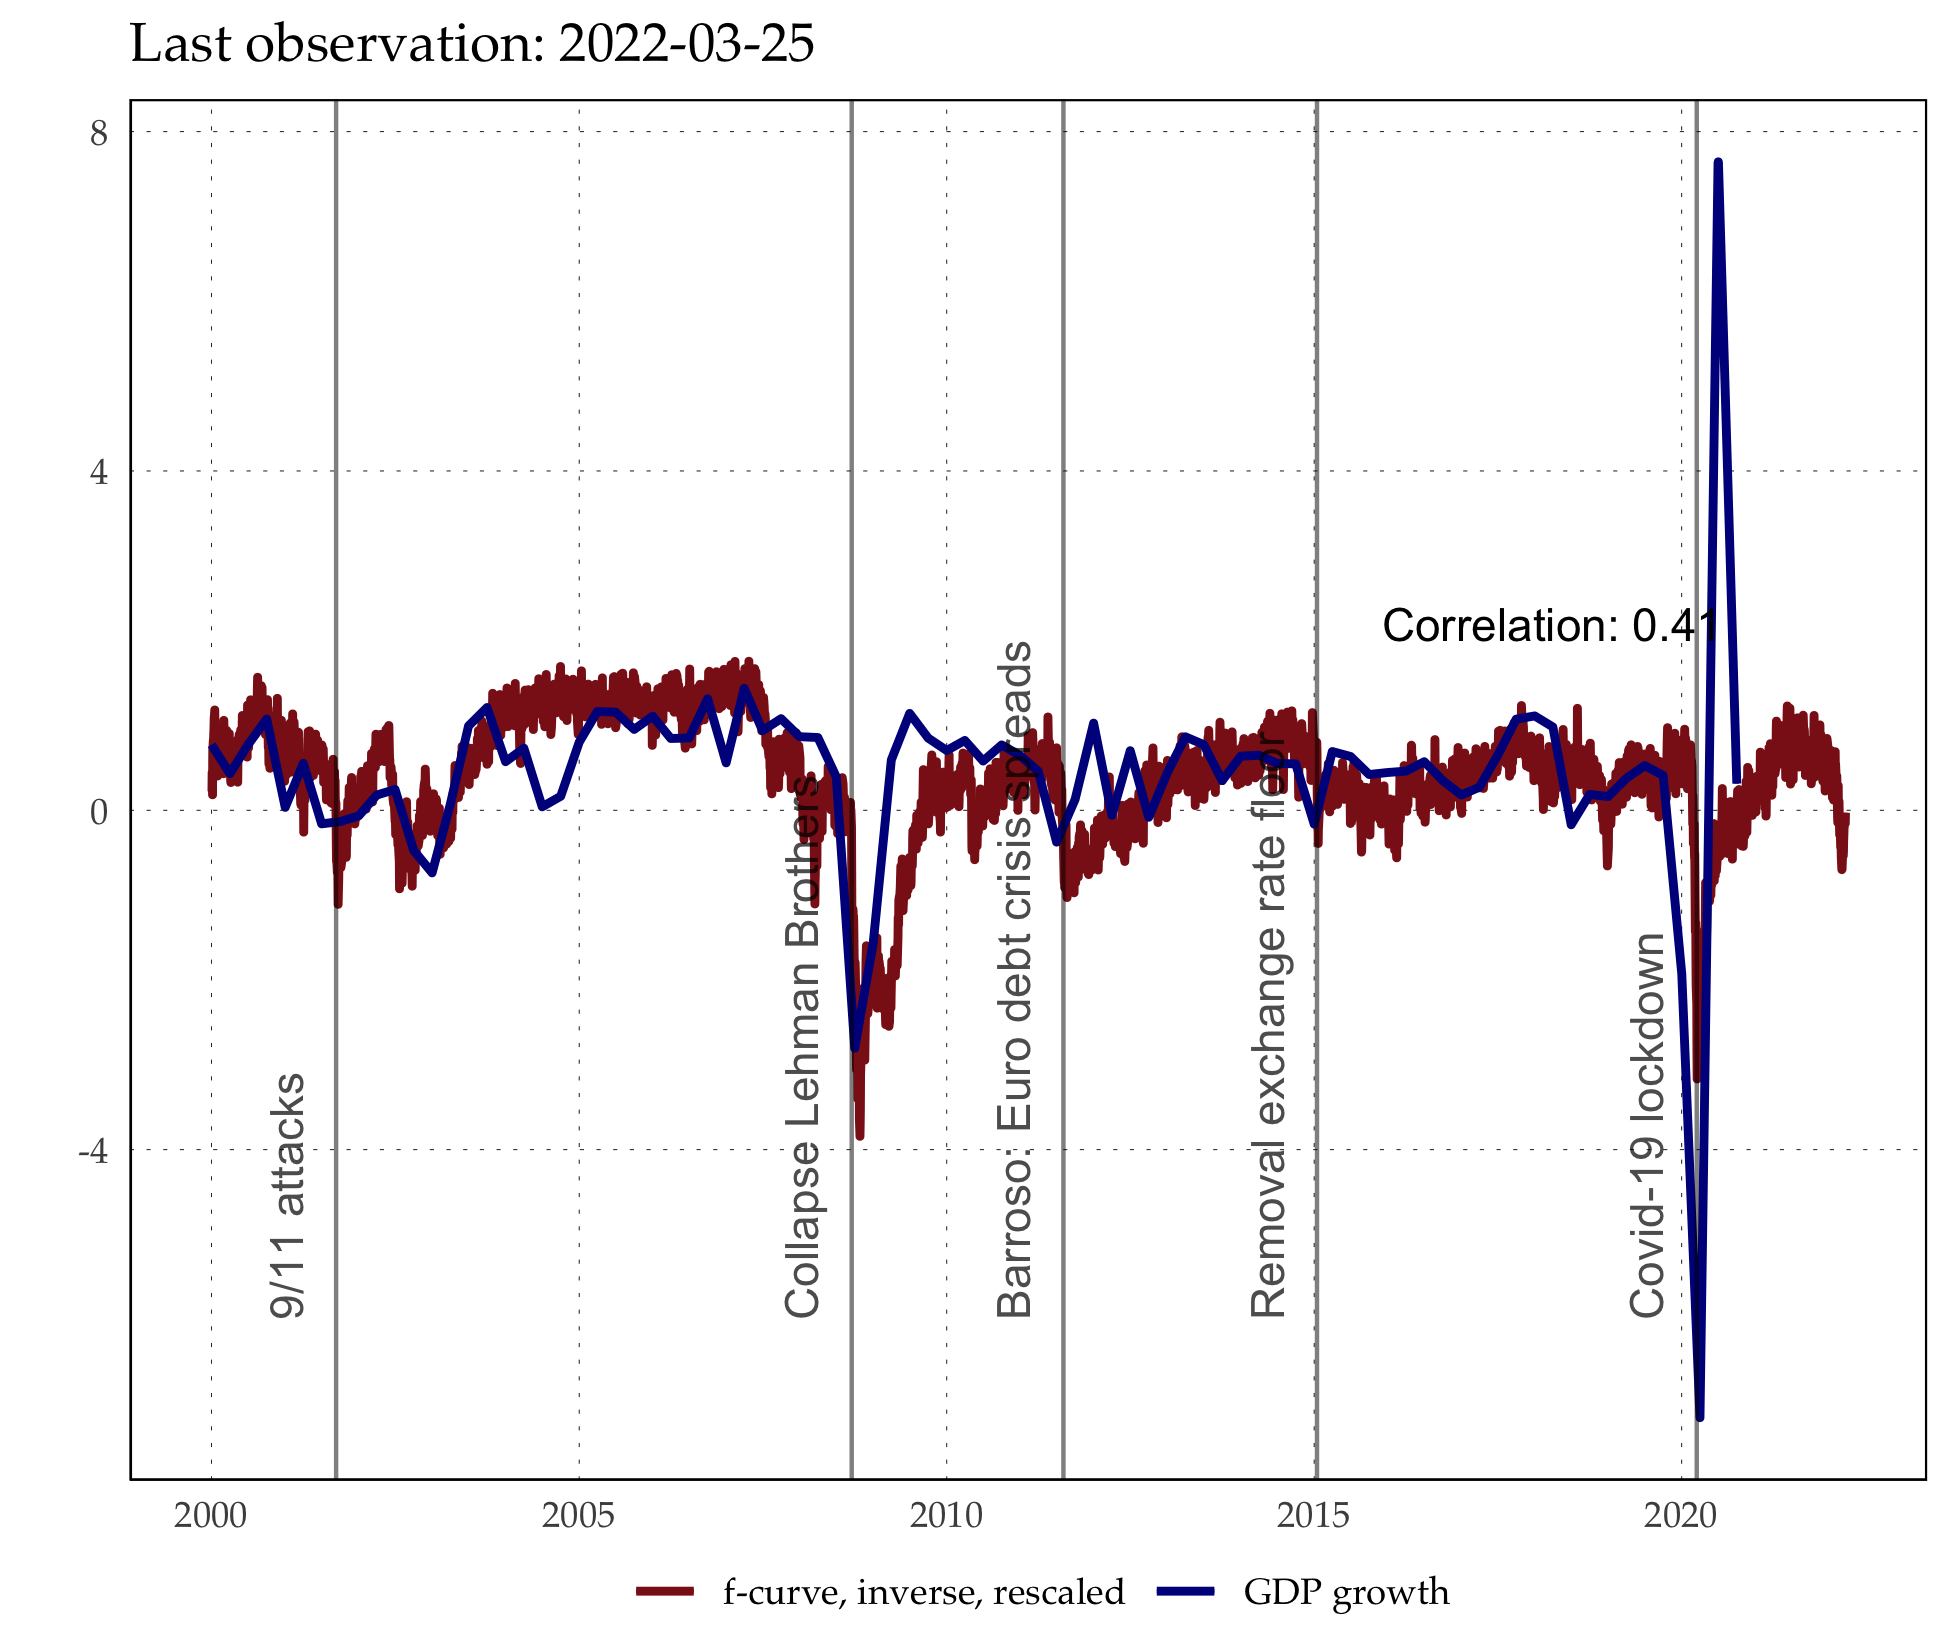 Last observation: 2022-03-25
8
4
0
-4
Correlation: 0.41
9/11 attacks
Collapse Lehman Brothers
Barroso: Euro debt crisis spreads
Removal exchange rate floor
Covid-19 lockdown
2000
2005
2010
2015
2020
f-curve, inverse, rescaled
GDP growth